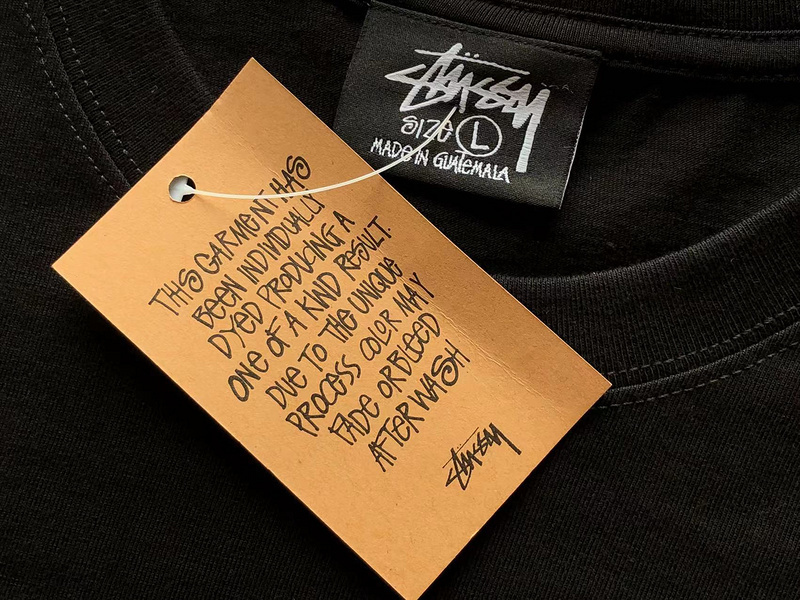 Stüssy
SIZE L
MADE IN GUATEMALA
THIS GARMENT HAS
BEEN INDIVIDUALLY
DYED PRODUCING A
ONE OF A KIND RESULT.
DUE TO THE UNIQUE
PROCESS COLOR MAY
FADE OR BLEED
AFTER WASH
Stüssy